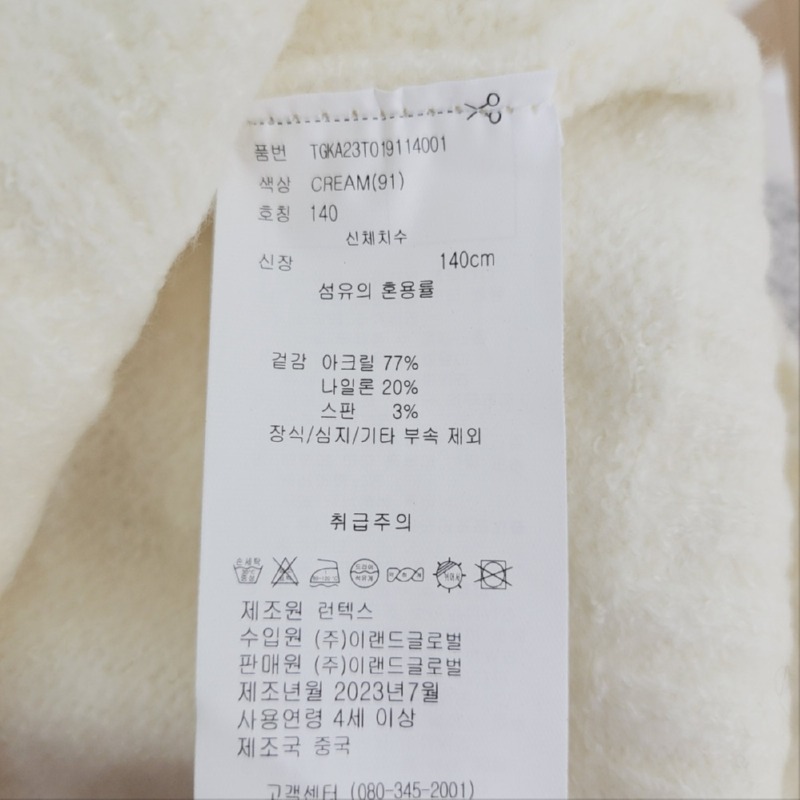 품번 TGKA23T019114001
색상 CREAM(91)
호칭 140
신체치수
신장 140cm
섬유의 혼용률
겉감 아크릴 77%
나일론 20%
스판 3%
장식/심지/기타 부속 제외
취급주의
손세탁 중성
제조원 런텍스
수입원 (주)이랜드글로벌
판매원 (주)이랜드글로벌
제조년월 2023년7월
사용연령 4세 이상
제조국 중국
고객센터 (080-345-2001)